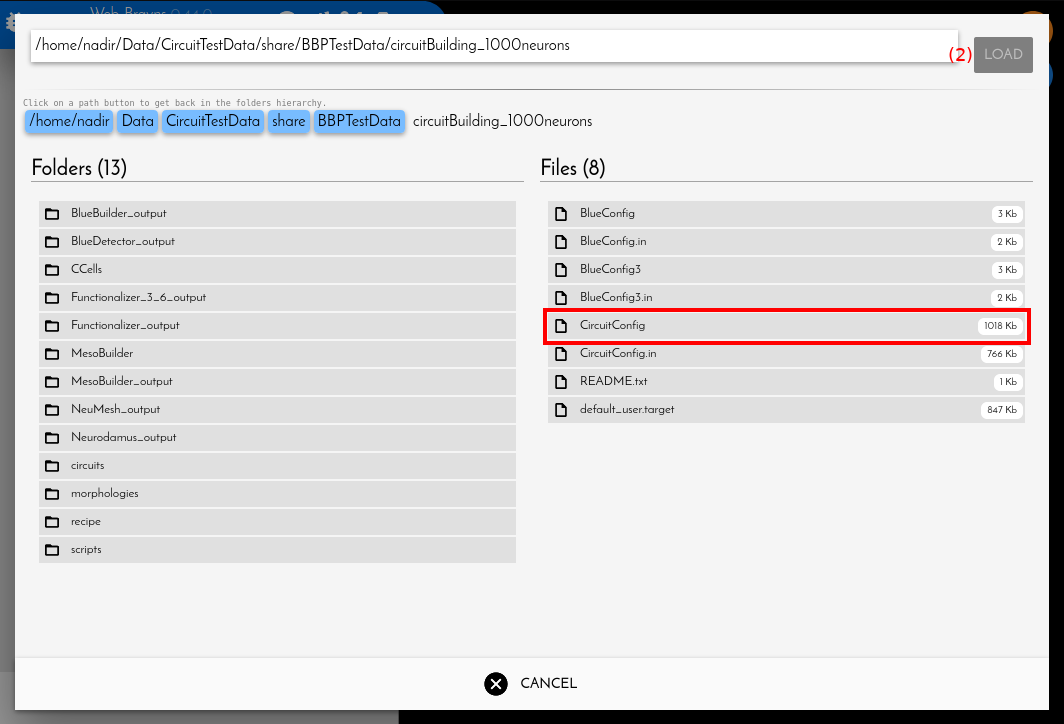 Web-Brayns
/home/nadir/Data/CircuitTestData/share/BBPTestData/circuitBuilding_1000neurons
(2) LOAD
Click on a path button to get back in the folders hierarchy.
/home/nadir Data CircuitTestData share BBPTestData circuitBuilding_1000neurons
Folders (13)
BlueBuilder_output
BlueDetector_output
CCells
Functionalizer_3_6_output
Functionalizer_output
MesoBuilder
MesoBuilder_output
NeuMesh_output
Neurodamus_output
circuits
morphologies
recipe
scripts
Files (8)
BlueConfig 3 Kb
BlueConfig.in 2 Kb
BlueConfig3 3 Kb
BlueConfig3.in 2 Kb
CircuitConfig 1018 Kb
CircuitConfig.in 766 Kb
README.txt 1 Kb
default_user.target 847 Kb
CANCEL